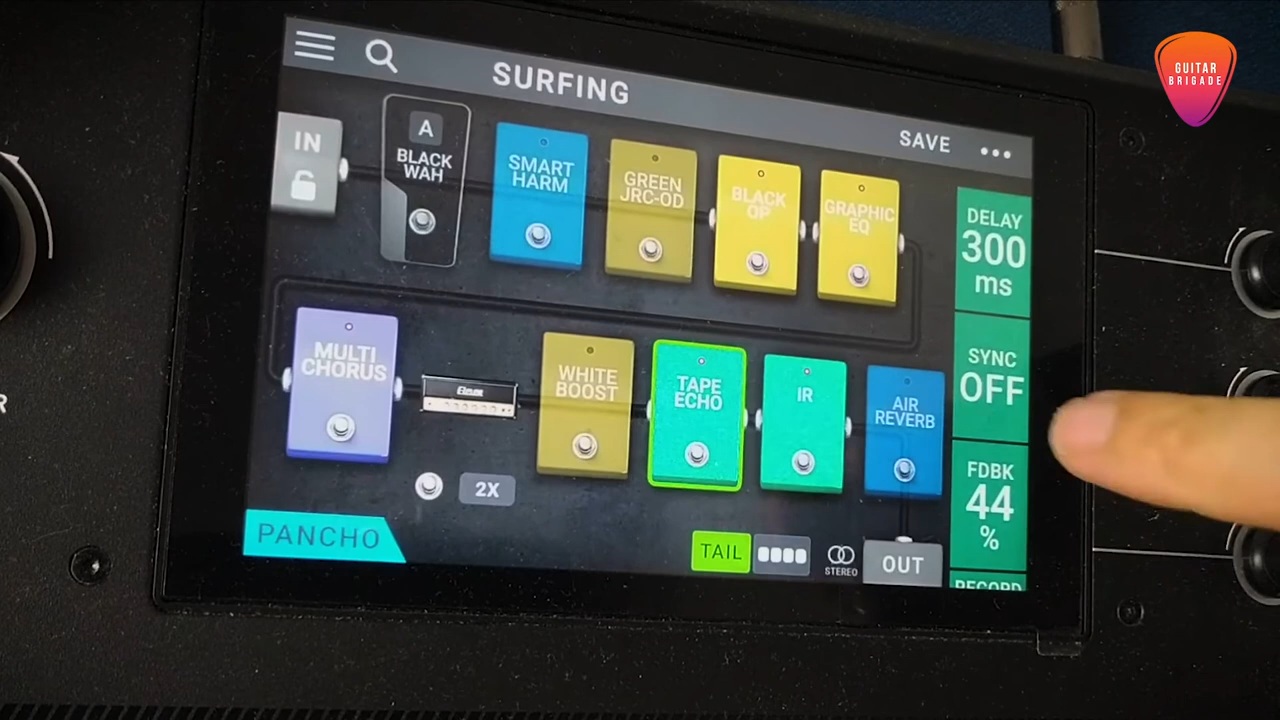 GUITAR
BRIGADE
SURFING
SAVE
IN
A
BLACK
WAH
SMART
HARM
GREEN
JRC-OD
BLACK
OP
GRAPHIC
EQ
DELAY
300
ms
MULTI
CHORUS
WHITE
BOOST
TAPE
ECHO
IR
AIR
REVERB
SYNC
OFF
2X
FDBK
44
%
PANCHO
TAIL
STEREO
OUT
RECORD
R